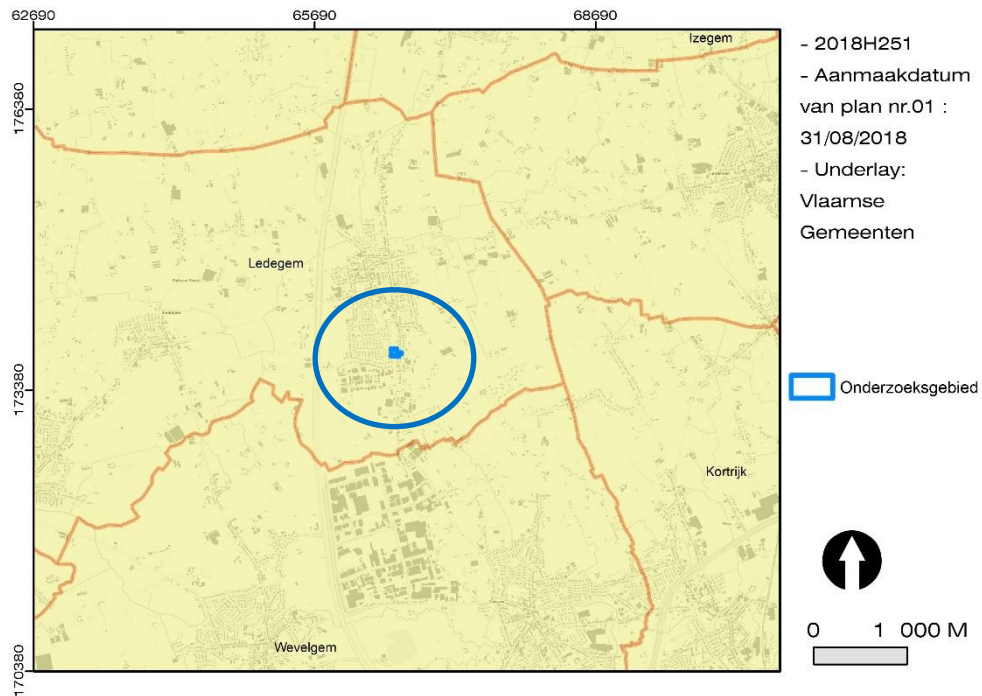 62690
65690
68690
176380
173380
170380
Izegem
Ledegem
Kortrijk
Wevelgem
- 2018H251
- Aanmaakdatum
van plan nr.01 :
31/08/2018
- Underlay:
Vlaamse
Gemeenten
Onderzoeksgebied
0 1 000 M